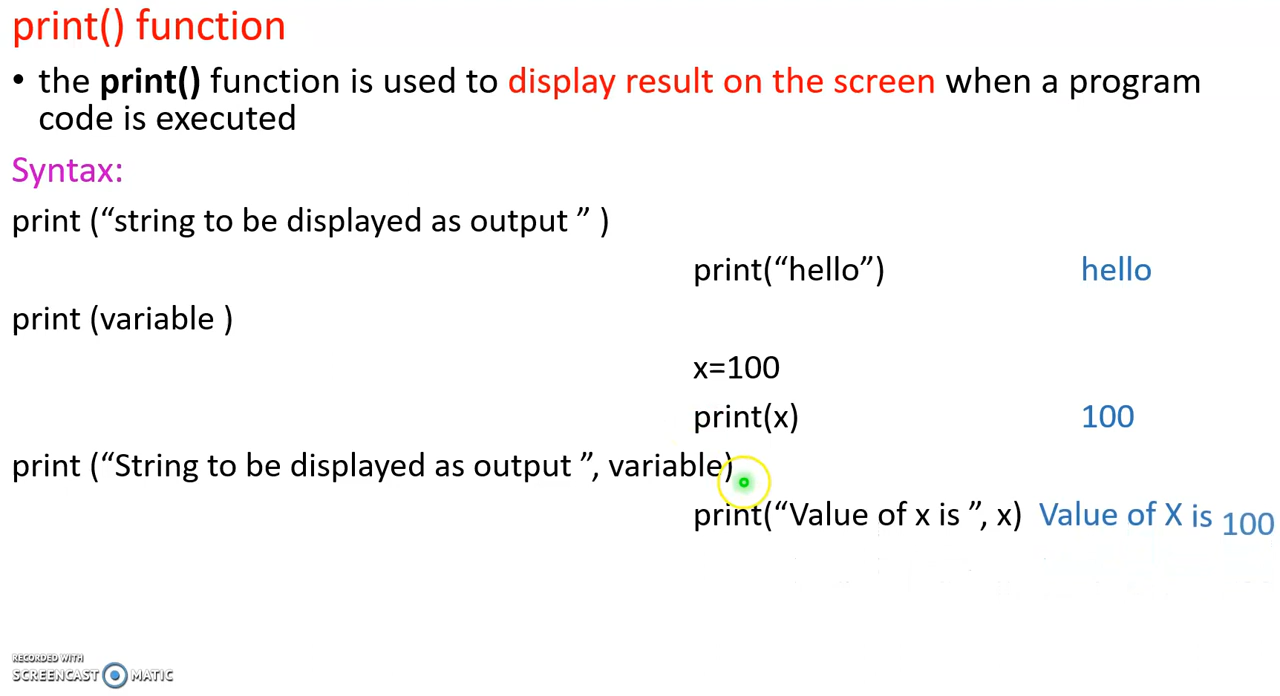 print() function
• the print() function is used to display result on the screen when a program
code is executed
Syntax:
print (“string to be displayed as output ” )
print(“hello”) hello
print (variable )
x=100
print(x) 100
print (“String to be displayed as output ”, variable)
print(“Value of x is ”, x) Value of X is 100
RECORDED WITH
SCREENCAST MATIC